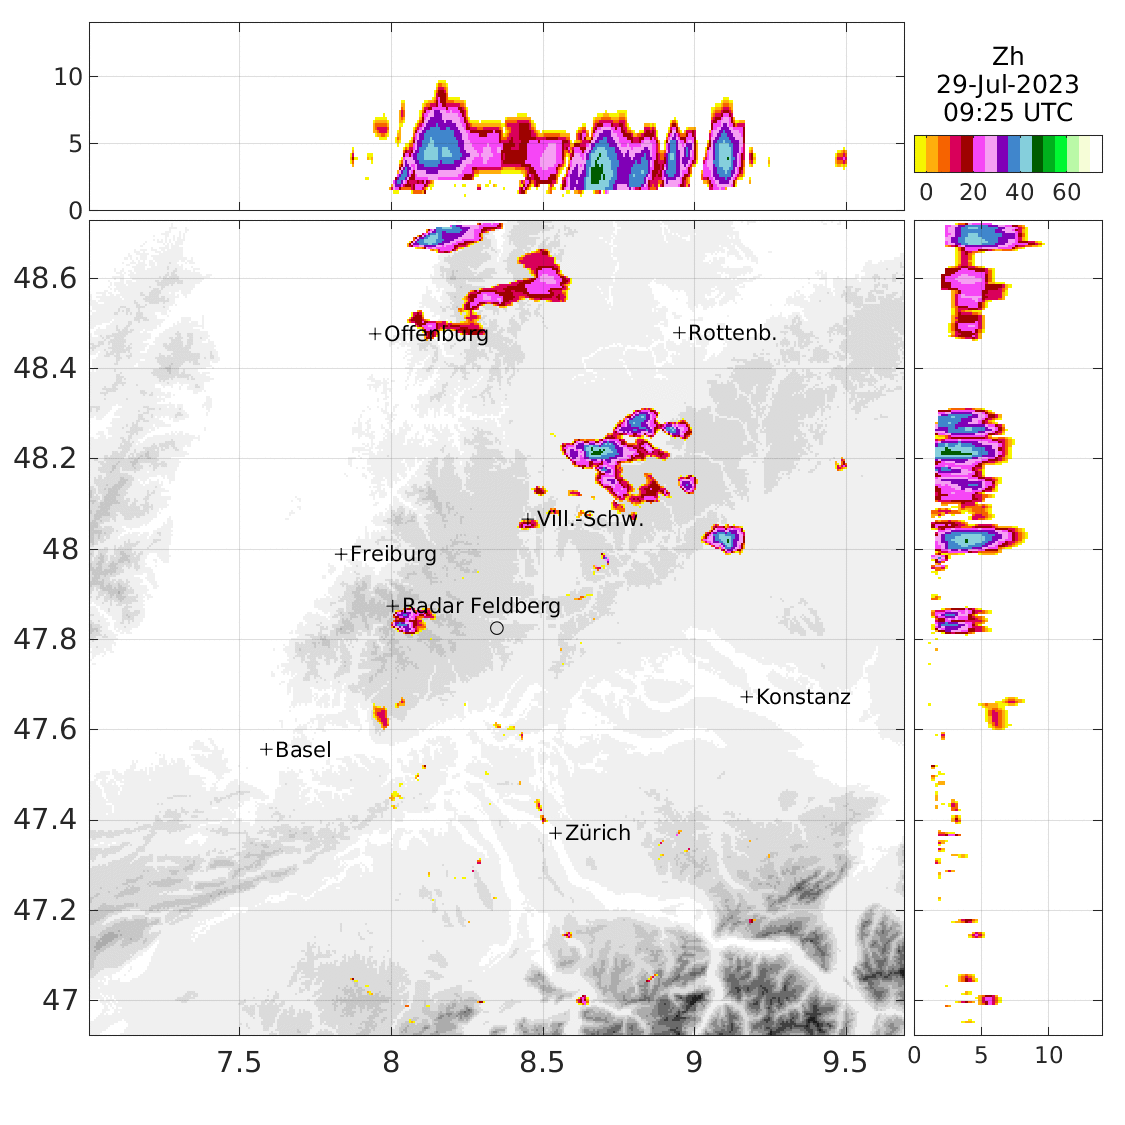 Zh
29-Jul-2023
09:25 UTC
0 20 40 60
10
5
0
48.6
48.4
48.2
48
47.8
47.6
47.4
47.2
47
Offenburg
Rottenb.
Vill.-Schw.
Freiburg
Radar Feldberg
Konstanz
Basel
Zürich
7.5 8 8.5 9 9.5
0 5 10